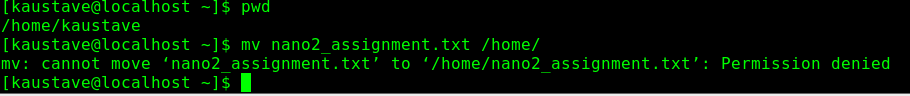 [kaustave@localhost ~]$ pwd
/home/kaustave
[kaustave@localhost ~]$ mv nano2_assignment.txt /home/
mv: cannot move ‘nano2_assignment.txt’ to ‘/home/nano2_assignment.txt’: Permission denied
[kaustave@localhost ~]$